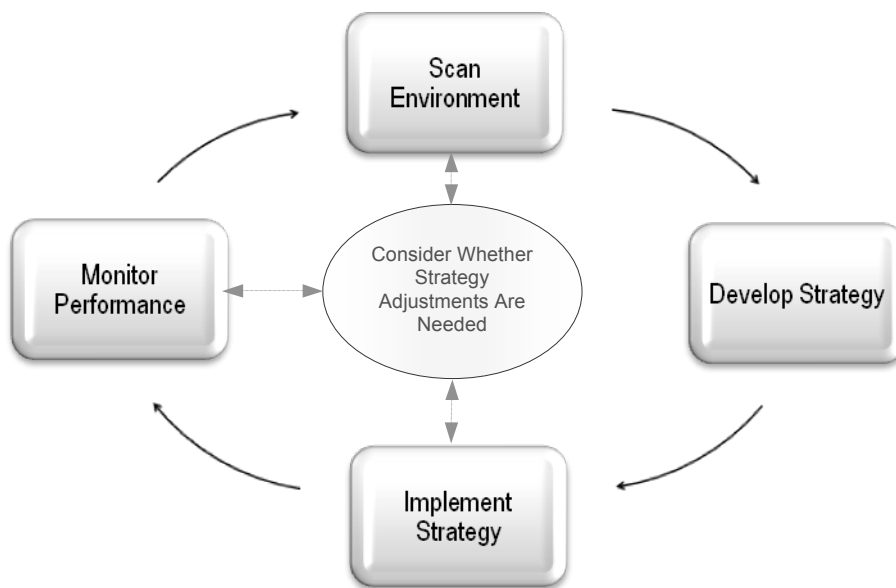 Scan
Environment
Consider Whether
Strategy
Adjustments Are
Needed
Monitor
Performance
Develop Strategy
Implement
Strategy